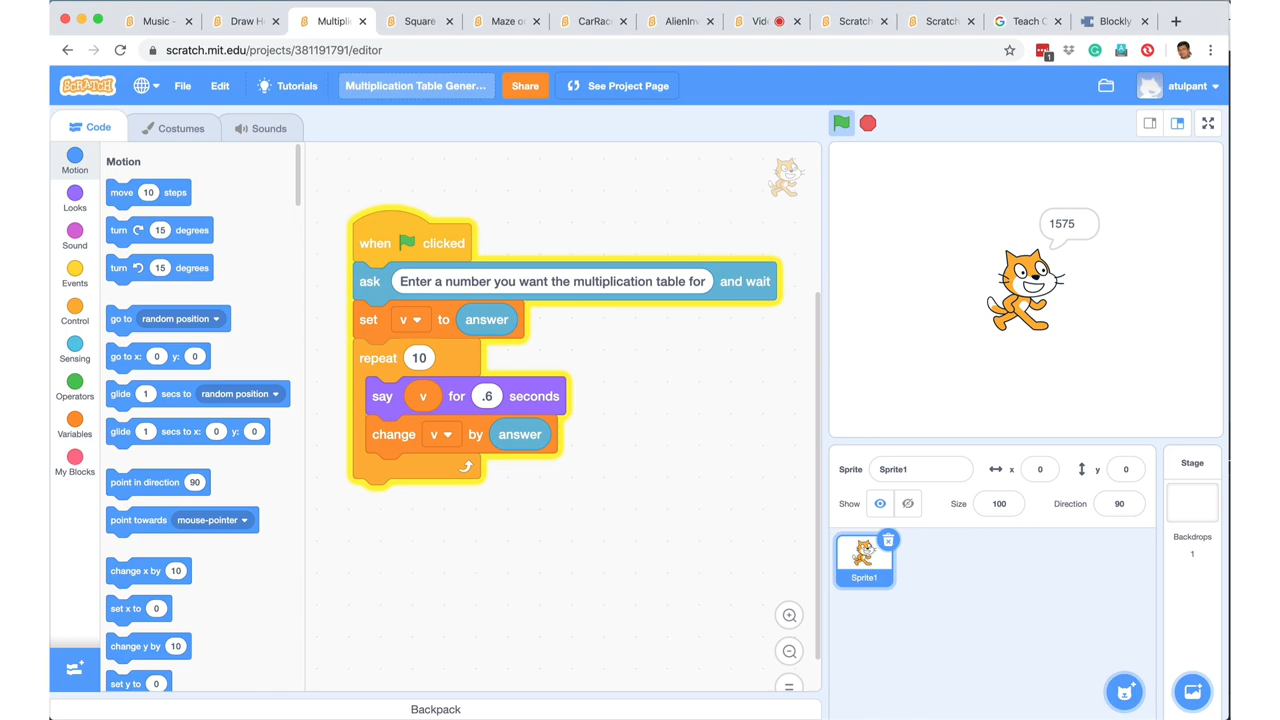 Music -
Draw H
Multipli
Square
Maze o
CarRac
AlienInv
Vid
Scratch
Scratch
Teach C
Blockly
scratch.mit.edu/projects/381191791/editor
1
SCRATCH
File
Edit
Tutorials
Multiplication Table Gener...
Share
See Project Page
atulpant
Code
Costumes
Sounds
Motion
Looks
Sound
Events
Control
Sensing
Operators
Variables
My Blocks
Motion
move 10 steps
turn 15 degrees
turn 15 degrees
go to random position
go to x: 0 y: 0
glide 1 secs to random position
glide 1 secs to x: 0 y: 0
point in direction 90
point towards mouse-pointer
change x by 10
set x to 0
change y by 10
set y to 0
when clicked
ask Enter a number you want the multiplication table for and wait
set v to answer
repeat 10
say v for .6 seconds
change v by answer
1575
Sprite Sprite1 x 0 y 0
Show Size 100 Direction 90
Sprite1
Stage
Backdrops
1
Backpack